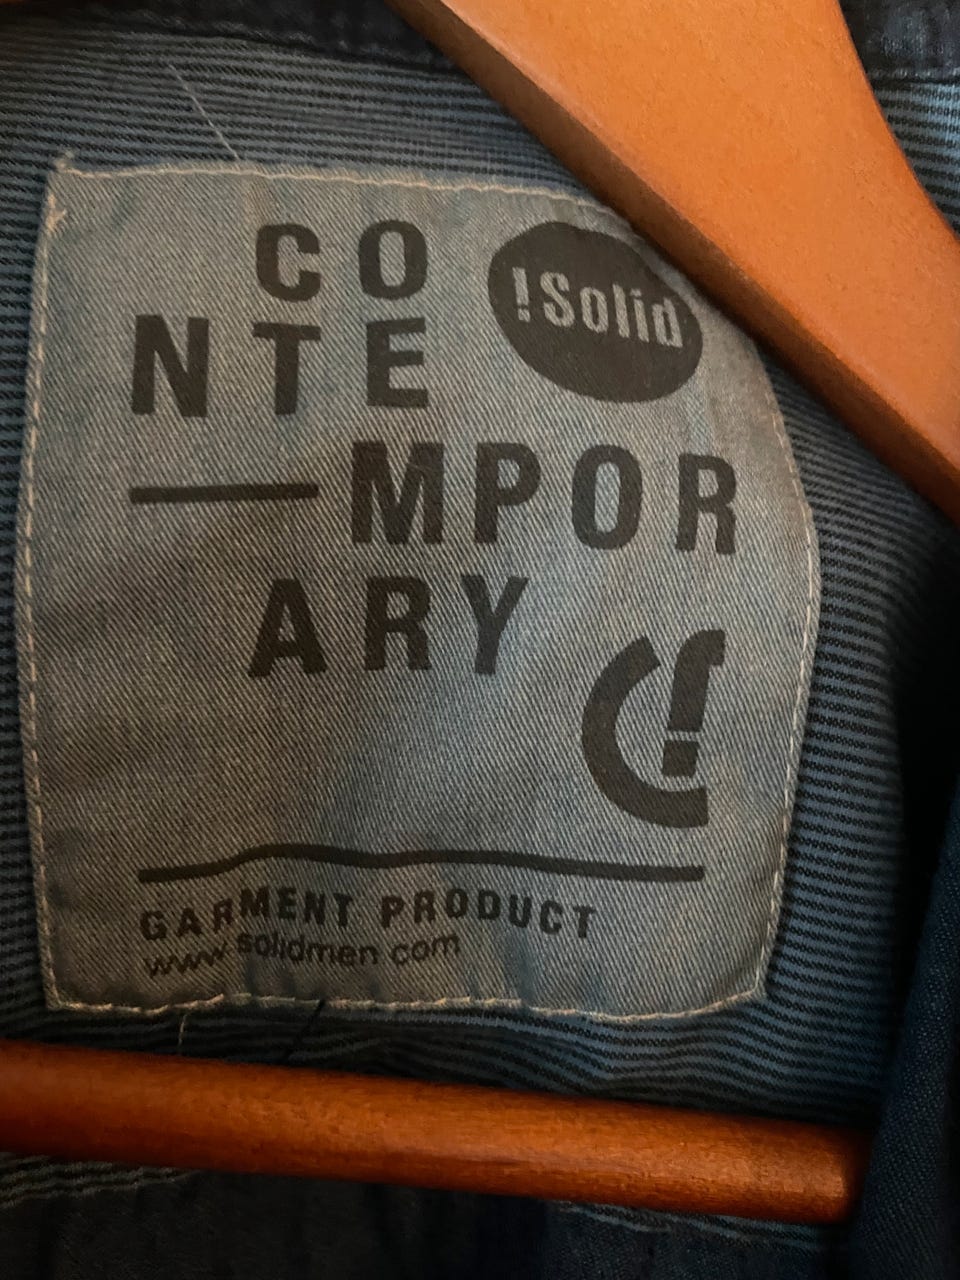 CO
!Solid
NTE
— MPOR
ARY
GARMENT PRODUCT
www.solidmen.com